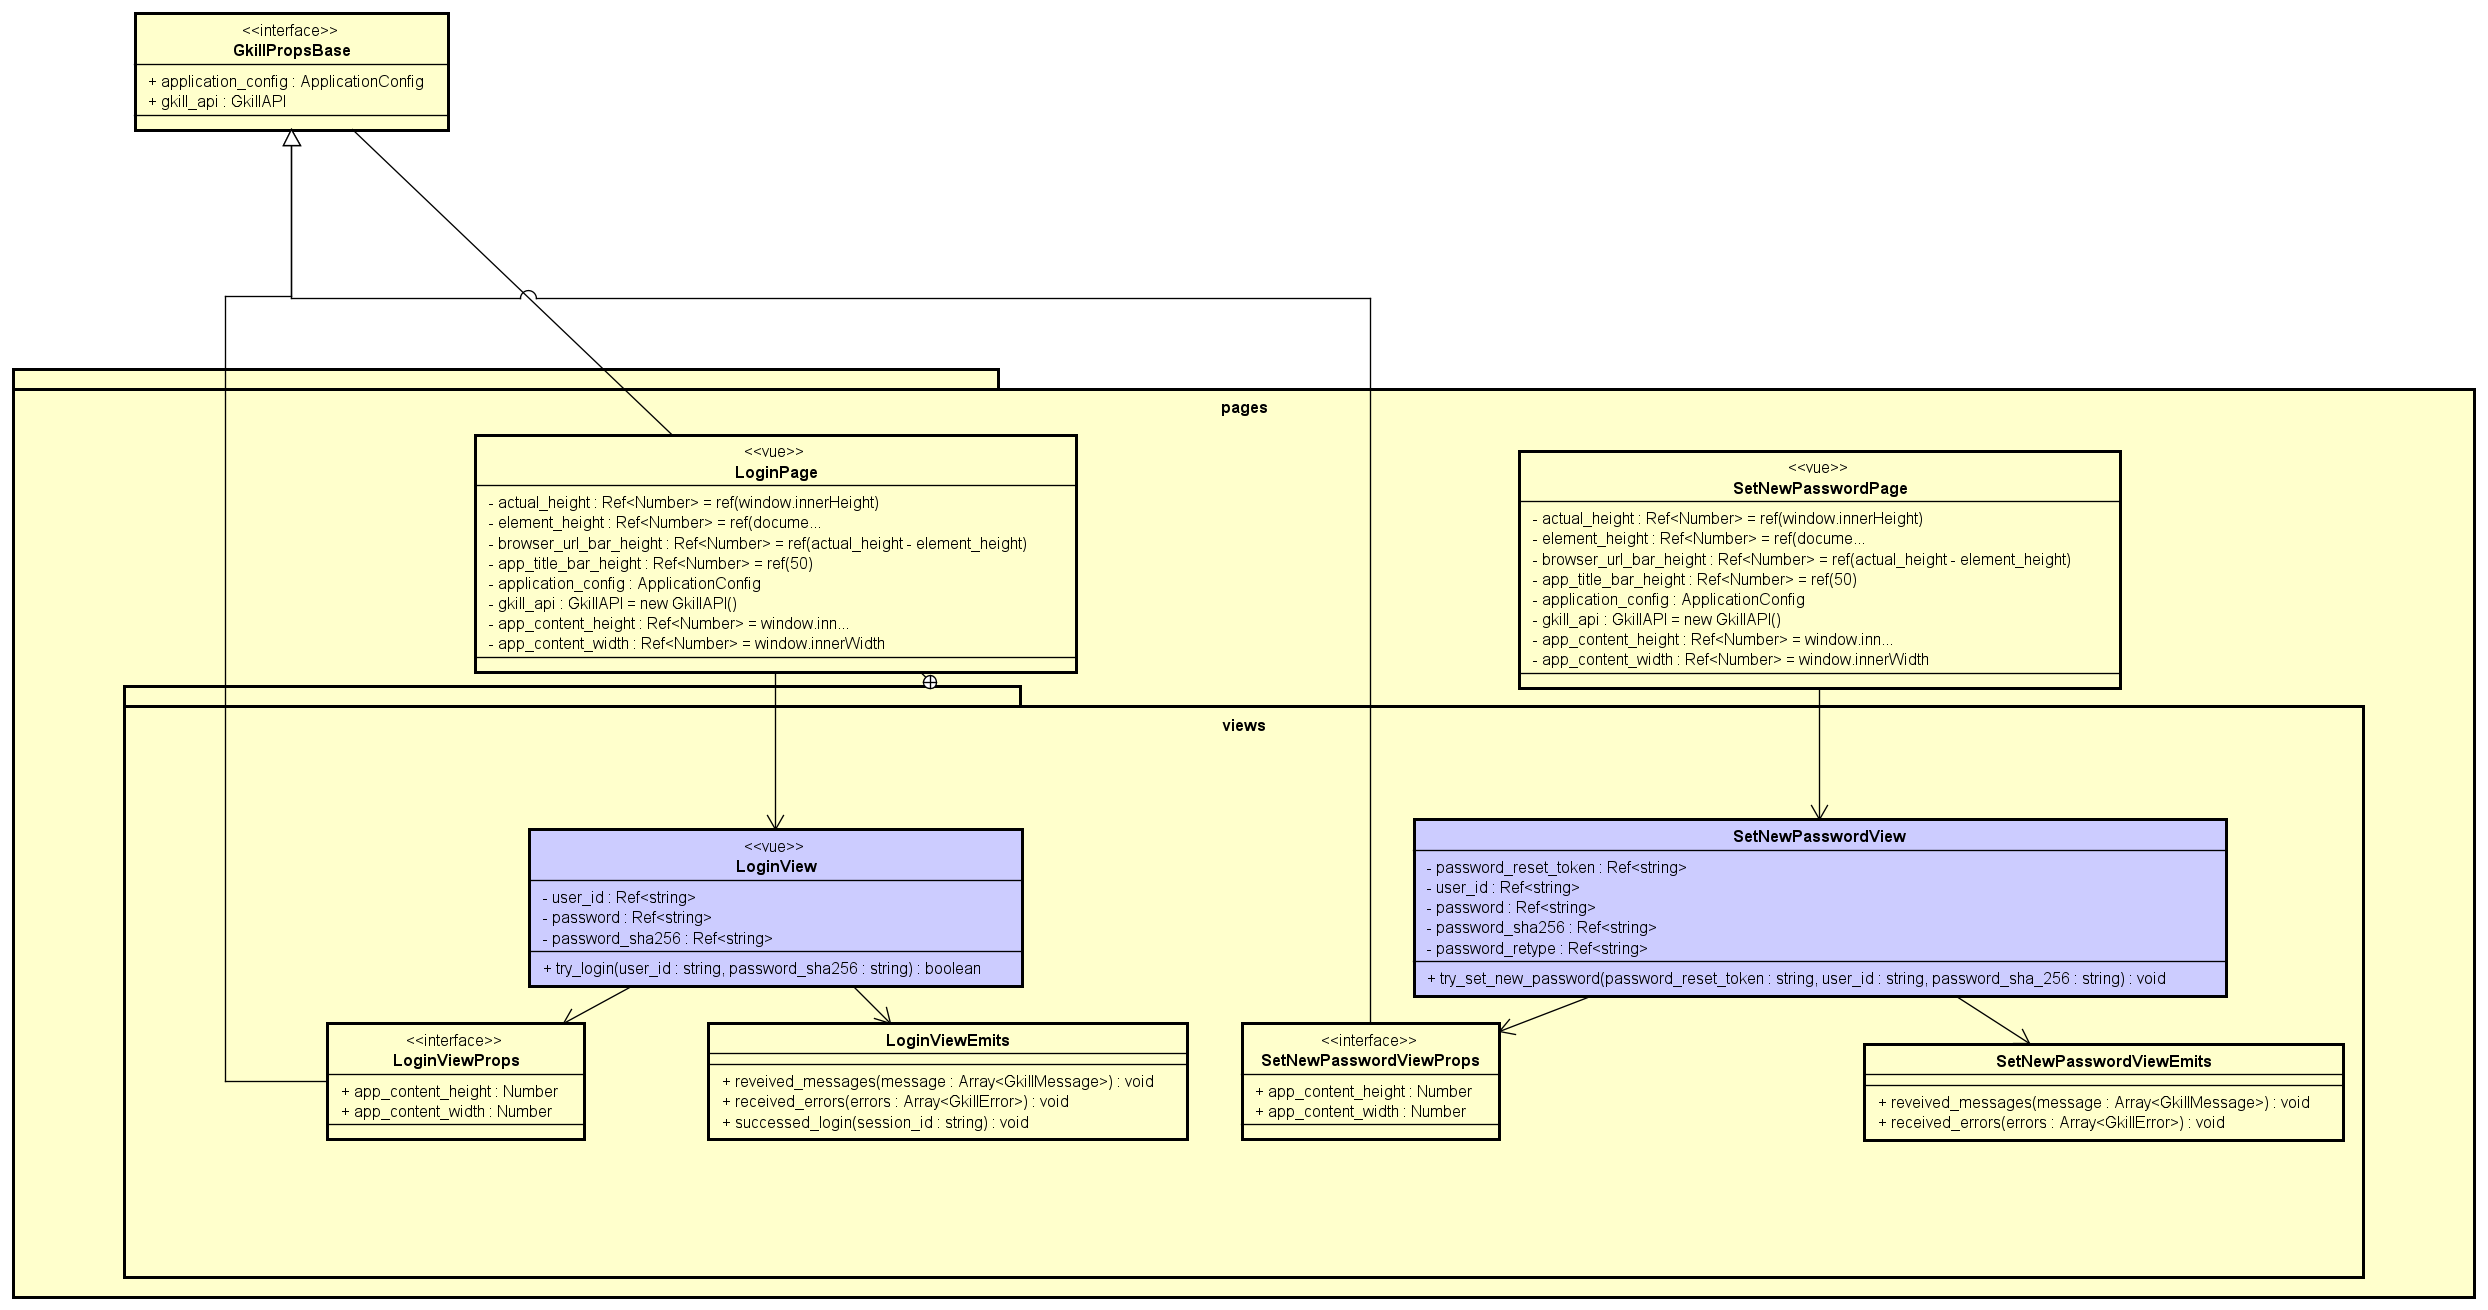 <<interface>>
GkillPropsBase
+ application_config : ApplicationConfig
+ gkill_api : GkillAPI
pages
<<vue>>
LoginPage
- actual_height : Ref<Number> = ref(window.innerHeight)
- element_height : Ref<Number> = ref(docume...
- browser_url_bar_height : Ref<Number> = ref(actual_height - element_height)
- app_title_bar_height : Ref<Number> = ref(50)
- application_config : ApplicationConfig
- gkill_api : GkillAPI = new GkillAPI()
- app_content_height : Ref<Number> = window.inn...
- app_content_width : Ref<Number> = window.innerWidth
<<vue>>
SetNewPasswordPage
- actual_height : Ref<Number> = ref(window.innerHeight)
- element_height : Ref<Number> = ref(docume...
- browser_url_bar_height : Ref<Number> = ref(actual_height - element_height)
- app_title_bar_height : Ref<Number> = ref(50)
- application_config : ApplicationConfig
- gkill_api : GkillAPI = new GkillAPI()
- app_content_height : Ref<Number> = window.inn...
- app_content_width : Ref<Number> = window.innerWidth
views
<<vue>>
LoginView
- user_id : Ref<string>
- password : Ref<string>
- password_sha256 : Ref<string>
+ try_login(user_id : string, password_sha256 : string) : boolean
SetNewPasswordView
- password_reset_token : Ref<string>
- user_id : Ref<string>
- password : Ref<string>
- password_sha256 : Ref<string>
- password_retype : Ref<string>
+ try_set_new_password(password_reset_token : string, user_id : string, password_sha_256 : string) : void
<<interface>>
LoginViewProps
+ app_content_height : Number
+ app_content_width : Number
LoginViewEmits
+ reveived_messages(message : Array<GkillMessage>) : void
+ received_errors(errors : Array<GkillError>) : void
+ successed_login(session_id : string) : void
<<interface>>
SetNewPasswordViewProps
+ app_content_height : Number
+ app_content_width : Number
SetNewPasswordViewEmits
+ reveived_messages(message : Array<GkillMessage>) : void
+ received_errors(errors : Array<GkillError>) : void